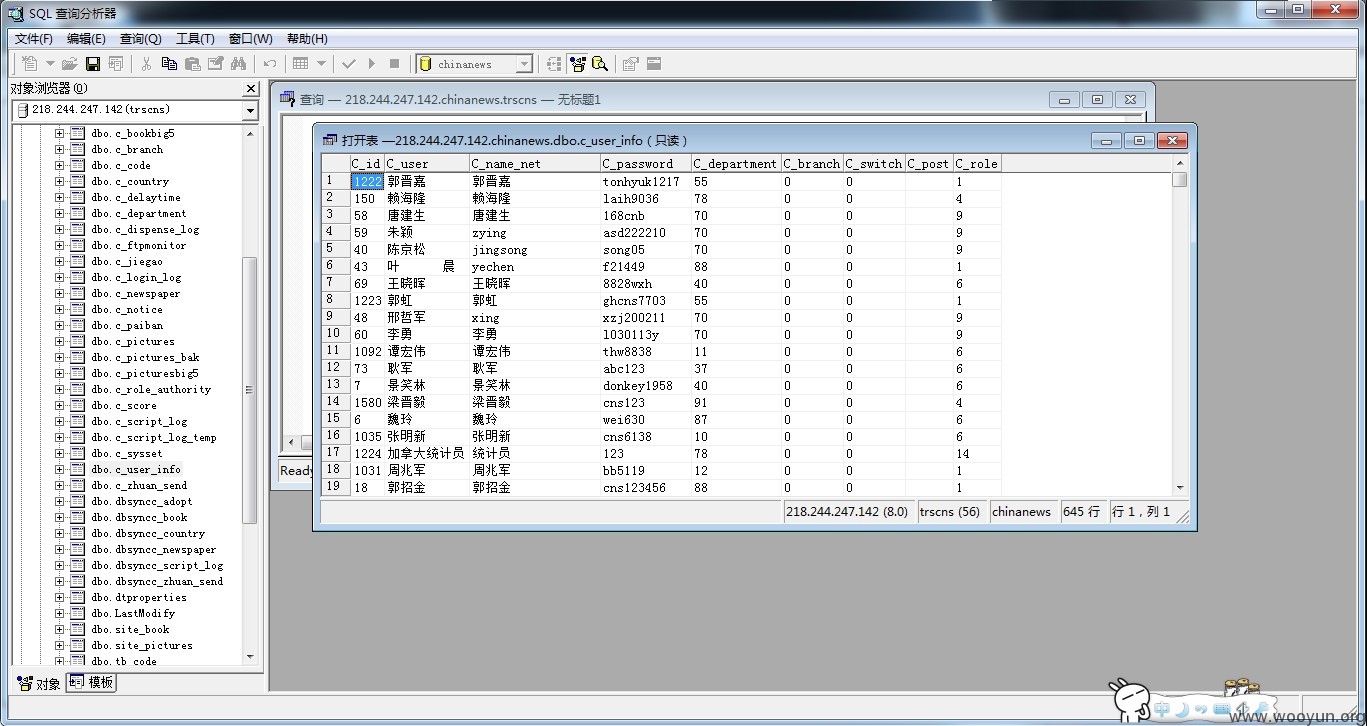 SQL 查询分析器
文件(F) 编辑(E) 查询(Q) 工具(T) 窗口(W) 帮助(H)
chinanews
对象浏览器(O)
218.244.247.142(trscns)
dbo.c_bookbig5
dbo.c_branch
dbo.c_code
dbo.c_country
dbo.c_delaytime
dbo.c_department
dbo.c_dispense_log
dbo.c_ftpmonitor
dbo.c_jiegao
dbo.c_login_log
dbo.c_newspaper
dbo.c_notice
dbo.c_paiban
dbo.c_pictures
dbo.c_pictures_bak
dbo.c_picturesbig5
dbo.c_role_authority
dbo.c_score
dbo.c_script_log
dbo.c_script_log_temp
dbo.c_sysset
dbo.c_user_info
dbo.c_zhuan_send
dbo.dbsyncc_adopt
dbo.dbsyncc_book
dbo.dbsyncc_country
dbo.dbsyncc_newspaper
dbo.dbsyncc_script_log
dbo.dbsyncc_zhuan_send
dbo.dtproperties
dbo.LastModify
dbo.site_book
dbo.site_pictures
dbo.tb_code
对象 模板
查询 — 218.244.247.142.chinanews.trscns — 无标题1
Ready
打开表 —218.244.247.142.chinanews.dbo.c_user_info（只读）
C_id C_user C_name_net C_password C_department C_branch C_switch C_post C_role
1 1222 郭晋嘉 郭晋嘉 tonhyuk1217 55 0 0 1
2 150 赖海隆 赖海隆 laih9036 78 0 0 4
3 58 唐建生 唐建生 168cnb 70 0 0 9
4 59 朱颖 zying asd222210 70 0 0 9
5 40 陈京松 jingsong song05 70 0 0 9
6 43 叶 晨 yechen f21449 88 0 0 1
7 69 王晓晖 王晓晖 8828wxh 40 0 0 6
8 1223 郭虹 郭虹 ghcns7703 55 0 0 1
9 48 邢哲军 xing xzj200211 70 0 0 9
10 60 李勇 李勇 l030113y 70 0 0 9
11 1092 谭宏伟 谭宏伟 thw8838 11 0 0 6
12 73 耿军 耿军 abc123 37 0 0 6
13 7 景笑林 景笑林 donkey1958 40 0 0 6
14 1580 梁晋毅 梁晋毅 cns123 91 0 0 4
15 6 魏玲 魏玲 wei630 87 0 0 6
16 1035 张明新 张明新 cns6138 10 0 0 6
17 1224 加拿大统计员 统计员 123 78 0 0 14
18 1031 周兆军 周兆军 bb5119 12 0 0 1
19 18 郭招金 郭招金 cns123456 88 0 0 1
218.244.247.142 (8.0) trscns (56) chinanews 645 行 行 1，列 1
中
www.wooyun.org